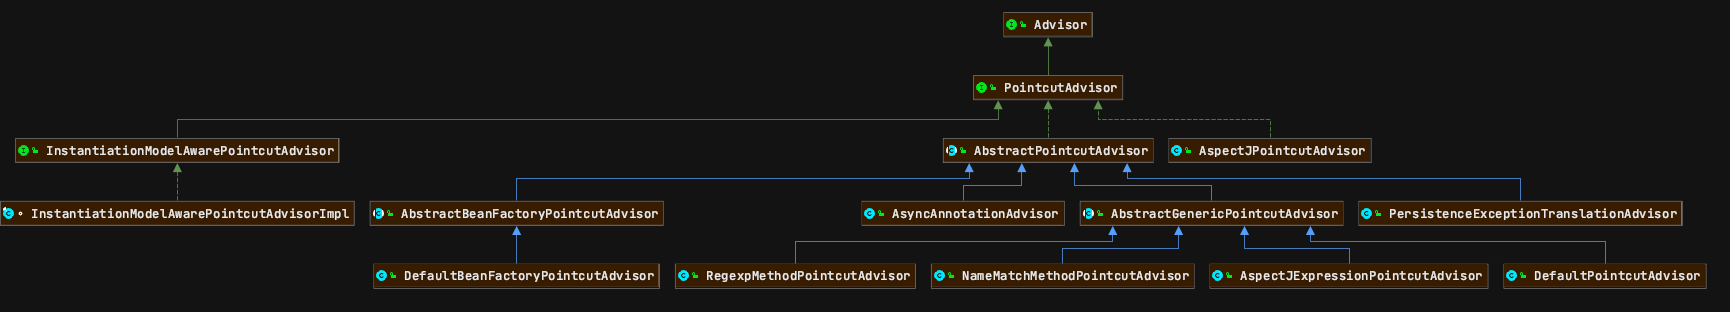 Advisor
PointcutAdvisor
InstantiationModelAwarePointcutAdvisor
AbstractPointcutAdvisor
AspectJPointcutAdvisor
InstantiationModelAwarePointcutAdvisorImpl
AbstractBeanFactoryPointcutAdvisor
AsyncAnnotationAdvisor
AbstractGenericPointcutAdvisor
PersistenceExceptionTranslationAdvisor
DefaultBeanFactoryPointcutAdvisor
RegexpMethodPointcutAdvisor
NameMatchMethodPointcutAdvisor
AspectJExpressionPointcutAdvisor
DefaultPointcutAdvisor